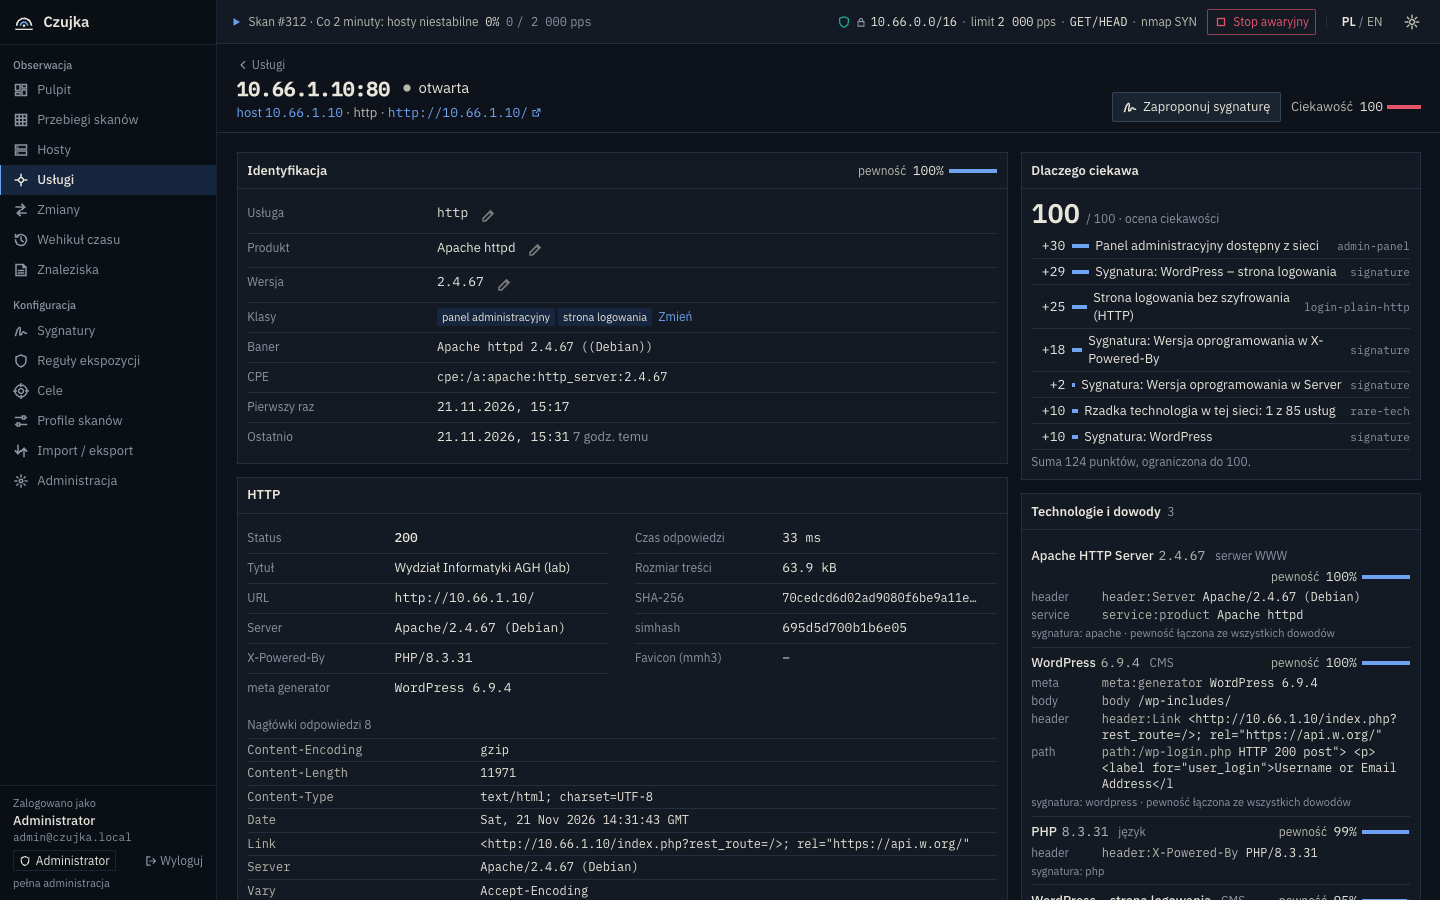 Czujka
Obserwacja
Pulpit
Przebiegi skanów
Hosty
Usługi
Zmiany
Wehikuł czasu
Znaleziska
Konfiguracja
Sygnatury
Reguły ekspozycji
Cele
Profile skanów
Import / eksport
Administracja
Zalogowano jako
Administrator
admin@czujka.local
Administrator Wyloguj
pełna administracja
Skan #312 · Co 2 minuty: hosty niestabilne 0% 0 / 2 000 pps
10.66.0.0/16 · limit 2 000 pps · GET/HEAD · nmap SYN Stop awaryjny PL / EN
Usługi
10.66.1.10:80 otwarta
host 10.66.1.10 · http · http://10.66.1.10/
Zaproponuj sygnaturę Ciekawość 100
Identyfikacja pewność 100%
Usługa http
Produkt Apache httpd
Wersja 2.4.67
Klasy panel administracyjny strona logowania Zmień
Baner Apache httpd 2.4.67 ((Debian))
CPE cpe:/a:apache:http_server:2.4.67
Pierwszy raz 21.11.2026, 15:17
Ostatnio 21.11.2026, 15:31 7 godz. temu
HTTP
Status 200
Tytuł Wydział Informatyki AGH (lab)
URL http://10.66.1.10/
Server Apache/2.4.67 (Debian)
X-Powered-By PHP/8.3.31
meta generator WordPress 6.9.4
Czas odpowiedzi 33 ms
Rozmiar treści 63.9 kB
SHA-256 70cedcd6d02ad9080f6be9a11e…
simhash 695d5d700b1b6e05
Favicon (mmh3) –
Nagłówki odpowiedzi 8
Content-Encoding gzip
Content-Length 11971
Content-Type text/html; charset=UTF-8
Date Sat, 21 Nov 2026 14:31:43 GMT
Link <http://10.66.1.10/index.php?rest_route=/>; rel="https://api.w.org/"
Server Apache/2.4.67 (Debian)
Vary Accept-Encoding
Dlaczego ciekawa
100 / 100 · ocena ciekawości
+30 Panel administracyjny dostępny z sieci admin-panel
+29 Sygnatura: WordPress – strona logowania signature
+25 Strona logowania bez szyfrowania (HTTP) login-plain-http
+18 Sygnatura: Wersja oprogramowania w X-Powered-By signature
+2 Sygnatura: Wersja oprogramowania w Server signature
+10 Rzadka technologia w tej sieci: 1 z 85 usług rare-tech
+10 Sygnatura: WordPress signature
Suma 124 punktów, ograniczona do 100.
Technologie i dowody 3
Apache HTTP Server 2.4.67 serwer WWW
pewność 100%
header header:Server Apache/2.4.67 (Debian)
service service:product Apache httpd
sygnatura: apache · pewność łączona ze wszystkich dowodów
WordPress 6.9.4 CMS pewność 100%
meta meta:generator WordPress 6.9.4
body body /wp-includes/
header header:Link <http://10.66.1.10/index.php?
rest_route=/>; rel="https://api.w.org/"
path path:/wp-login.php HTTP 200 post"> <p>
<label for="user_login">Username or Email
Address</l
sygnatura: wordpress · pewność łączona ze wszystkich dowodów
PHP 8.3.31 język pewność 99%
header header:X-Powered-By PHP/8.3.31
sygnatura: php
WordPress – strona logowania CMS pewność 95%